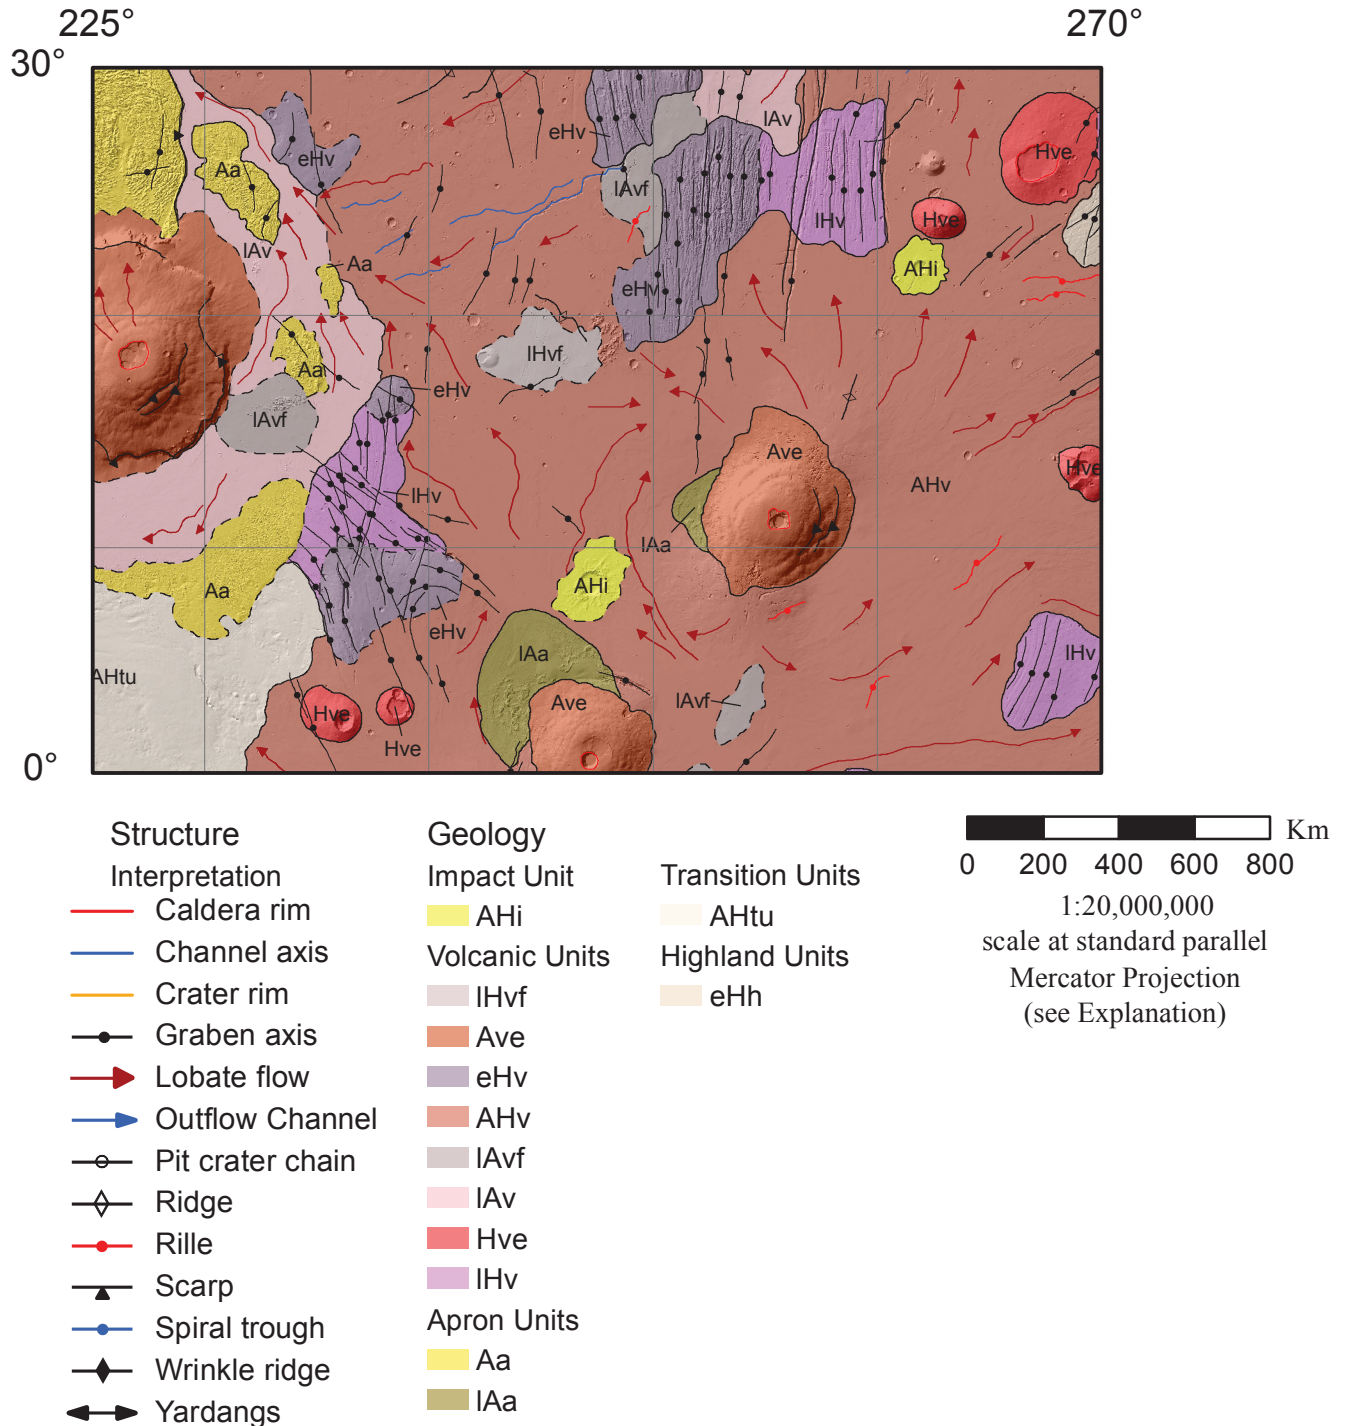 225° 270°
30°
eHv
lAv
eHv
Aa
Hve
lAvf
lHv
Hve
lAv
Aa
AHi
eHv
lHvf
Aa
eHv
lAvf
Ave
Hve
AHv
lHv
lAa
AHi
Aa
eHv
lAa
lHv
AHtu
lAvf
Ave
Hve
Hve
0°
Structure
Interpretation
Caldera rim
Channel axis
Crater rim
Graben axis
Lobate flow
Outflow Channel
Pit crater chain
Ridge
Rille
Scarp
Spiral trough
Wrinkle ridge
Yardangs
Geology
Impact Unit
AHi
Volcanic Units
lHvf
Ave
eHv
AHv
lAvf
lAv
Hve
lHv
Apron Units
Aa
lAa
Transition Units
AHtu
Highland Units
eHh
Km
0 200 400 600 800
1:20,000,000
scale at standard parallel
Mercator Projection
(see Explanation)